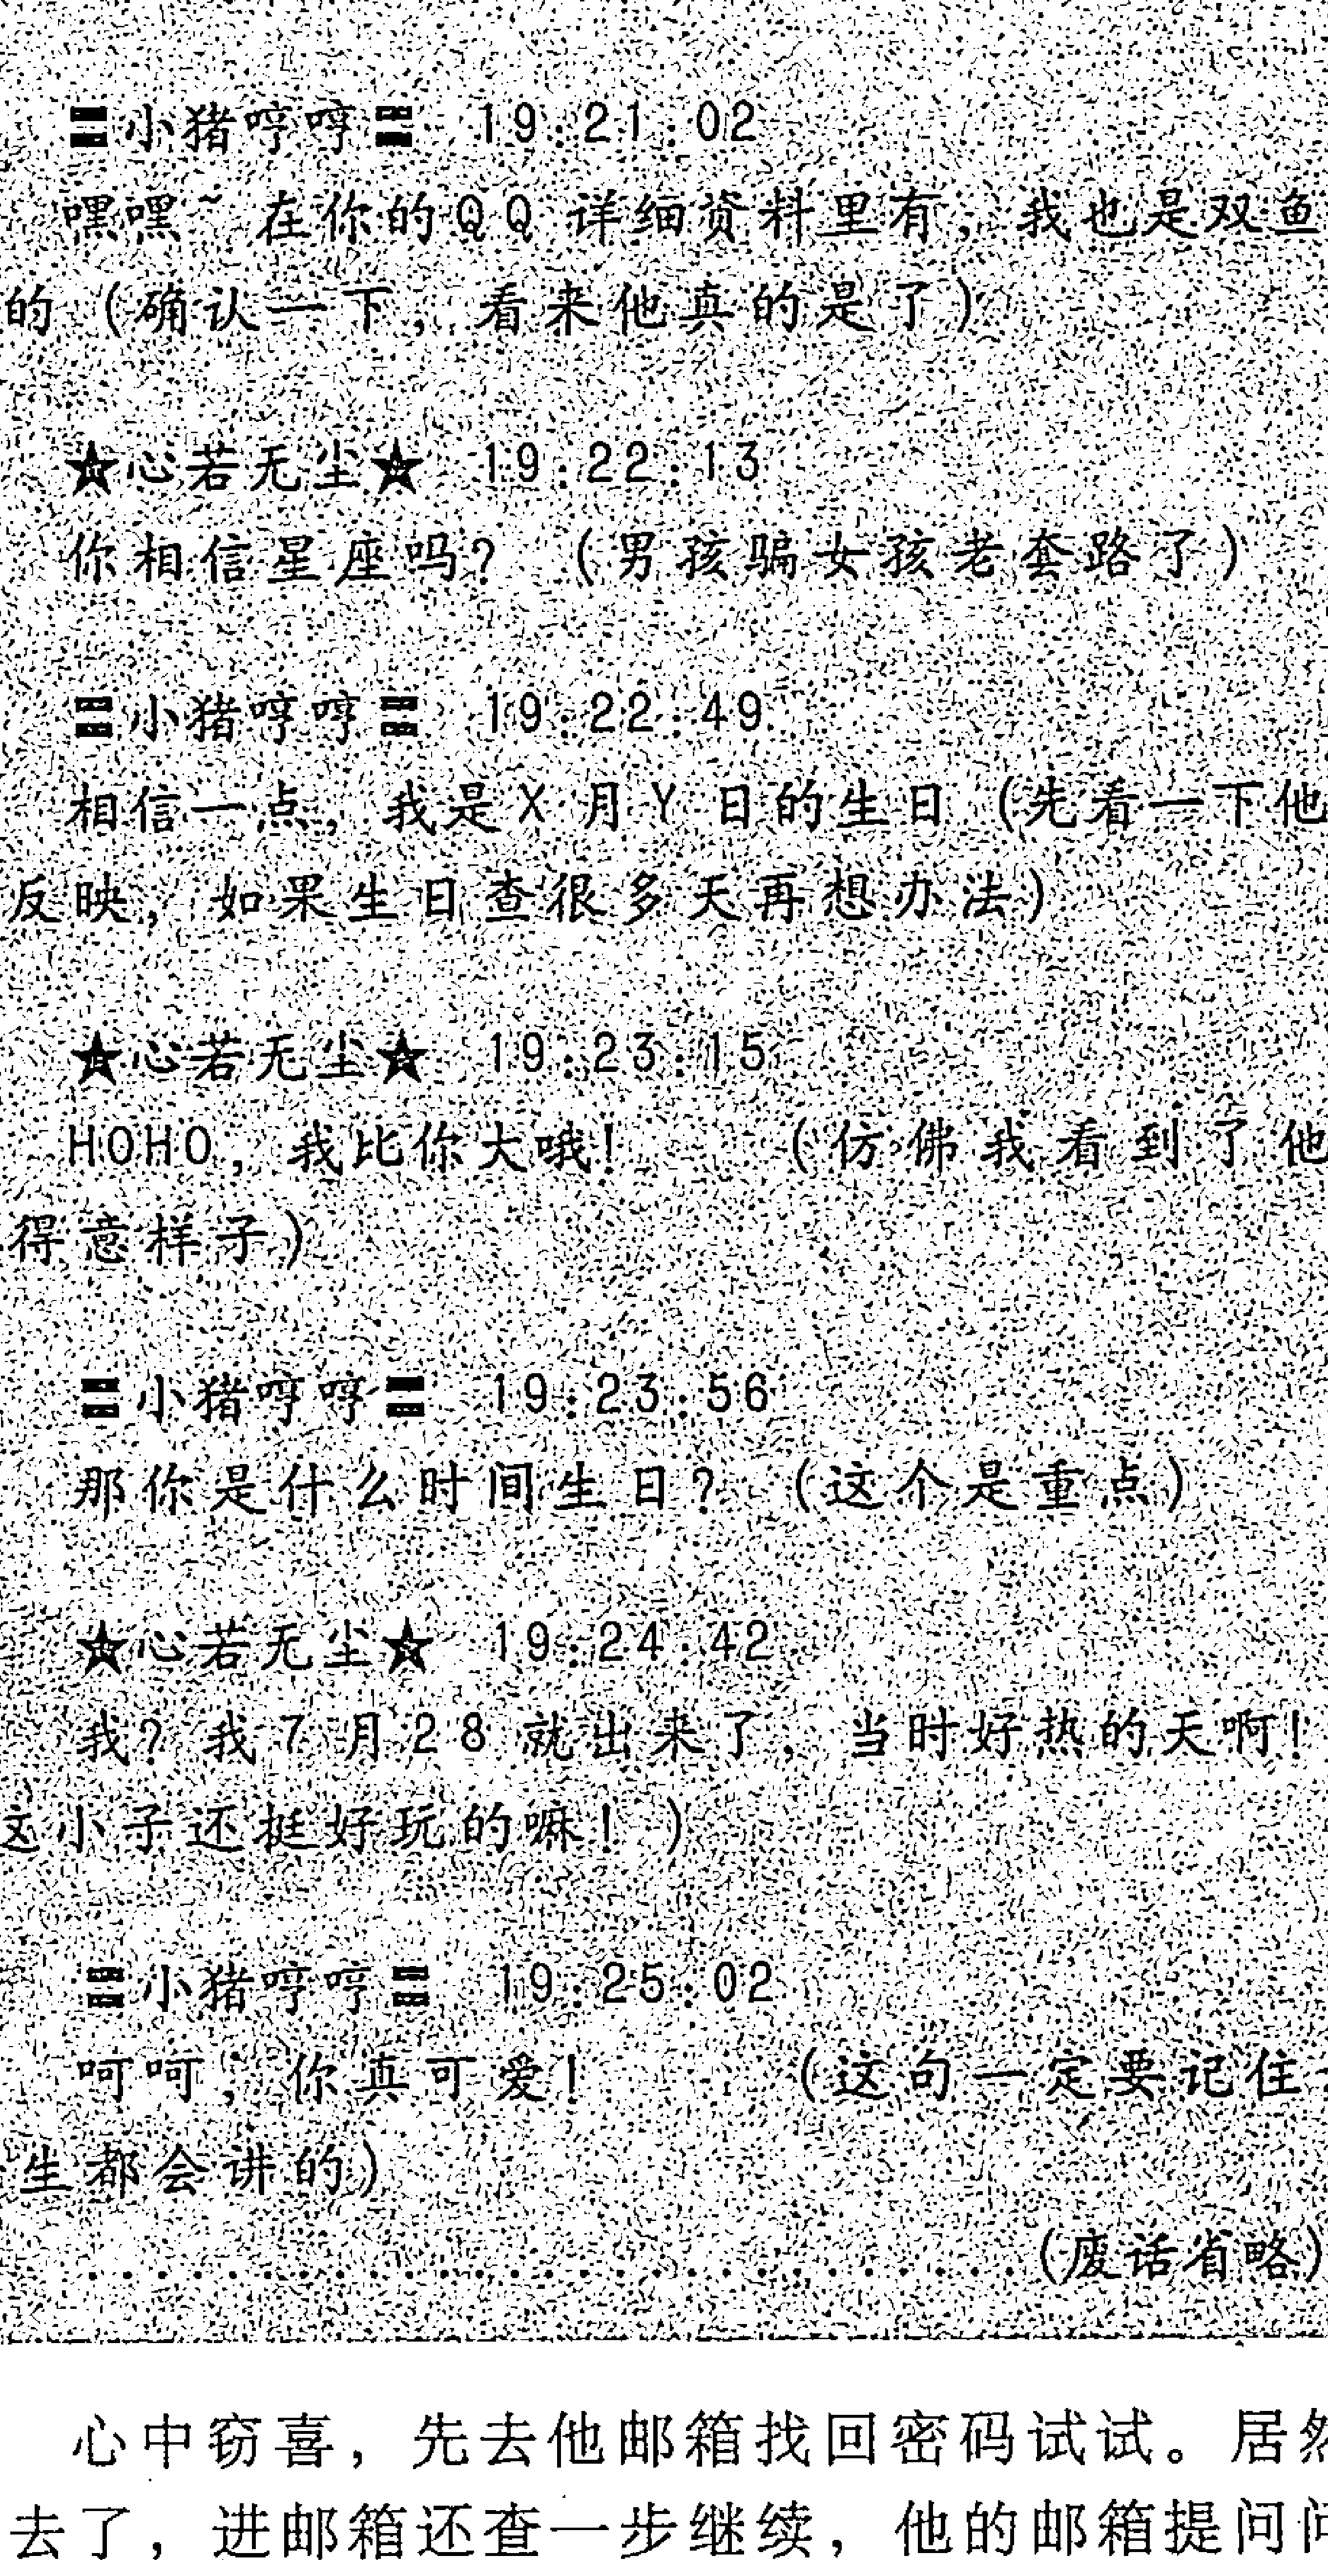 〓小猪哼哼〓 19:21:02
嘿嘿~ 在你的QQ 详细资料里有，我也是双鱼
的（确认一下，看来他真的是了）
★心若无尘★ 19:22:13
你相信星座吗？（男孩骗女孩老套路了）
〓小猪哼哼〓 19:22:49
相信一点，我是X 月Y 日的生日（先看一下他
反映，如果生日查很多天再想办法）
★心若无尘★ 19:23:15
HOHO，我比你大哦！（仿佛我看到了他
得意样子）
〓小猪哼哼〓 19:23:56
那你是什么时间生日？（这个是重点）
★心若无尘★ 19:24:42
我？我7 月28 就出来了，当时好热的天啊！
这小子还挺好玩的嘛！）
〓小猪哼哼〓 19:25:02
呵呵，你真可爱！（这句一定要记住
生都会讲的）
..............................（废话省略）
心中窃喜，先去他邮箱找回密码试试。居然
去了，进邮箱还查一步继续，他的邮箱提问问